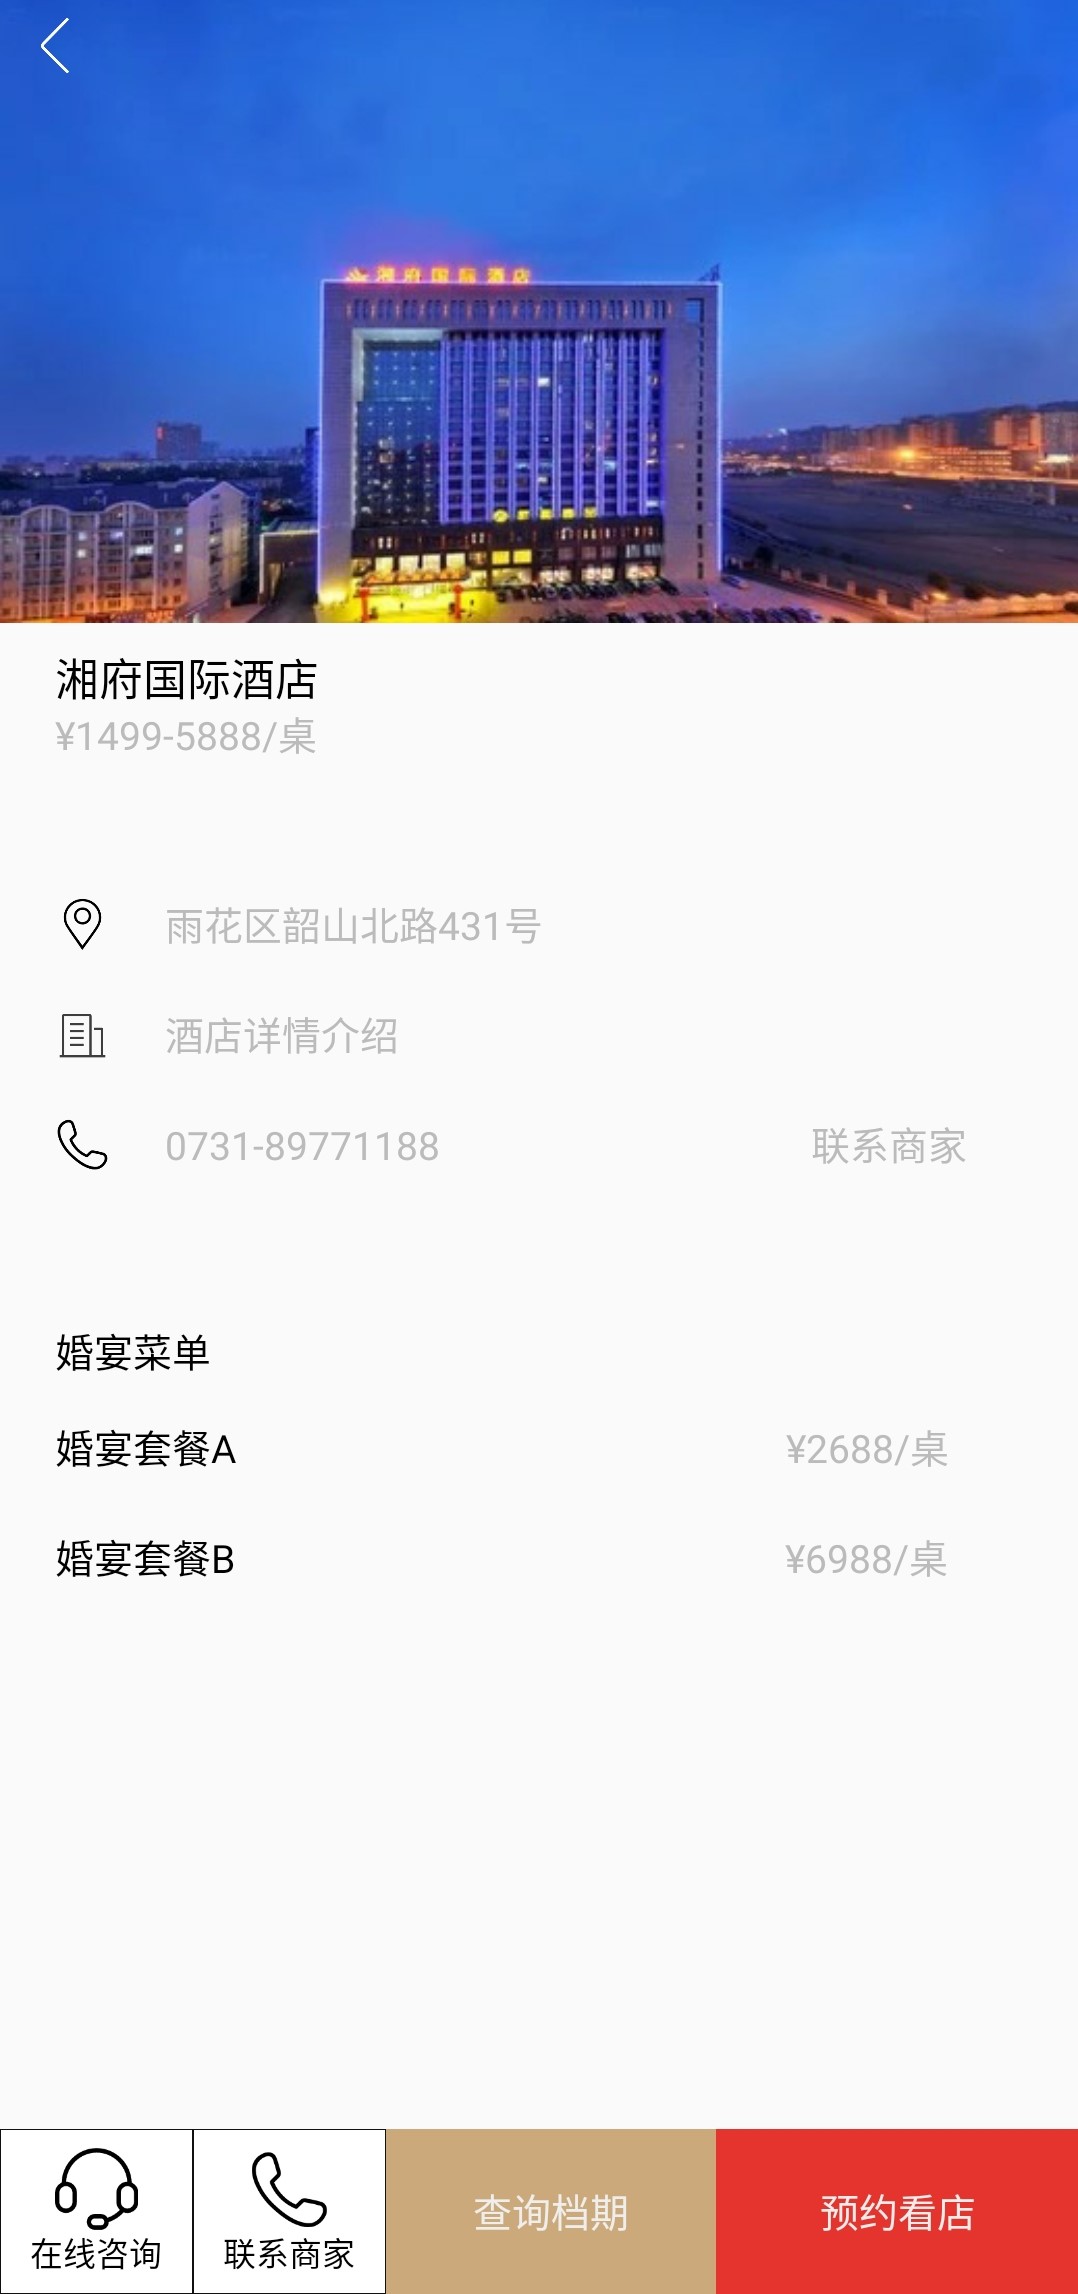 湘府国际酒店
湘府国际酒店
¥1499-5888/桌
雨花区韶山北路431号
酒店详情介绍
0731-89771188
联系商家
婚宴菜单
婚宴套餐A
¥2688/桌
婚宴套餐B
¥6988/桌
在线咨询
联系商家
查询档期
预约看店